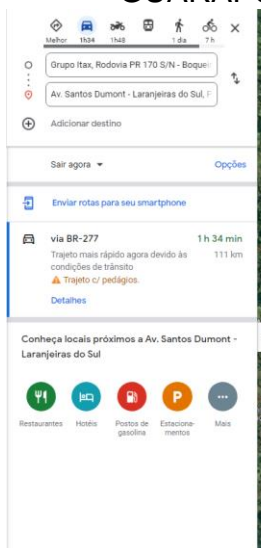 Melhor 1h34 1h48 1 dia 7 h
Grupo Itax, Rodovia PR 170 S/N - Boque
Av. Santos Dumont - Laranjeiras do Sul, P
Adicionar destino
Sair agora Opções
Enviar rotas para seu smartphone
via BR-277 1 h 34 min
Trajeto mais rápido agora devido às 111 km
condições de trânsito
Trajeto c/ pedágios.
Detalhes
Conheça locais próximos a Av. Santos Dumont -
Laranjeiras do Sul
Restaurantes Hotéis Postos de gasolina Estaciona-mentos Mais